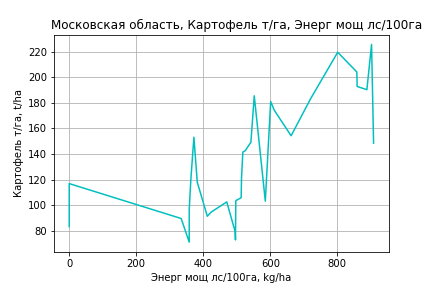 Московская область, Картофель т/га, Энерг мощ лс/100га
220
200
180
160
140
120
100
80
Картофель т/га, t/ha
0 200 400 600 800
Энерг мощ лс/100га, kg/ha